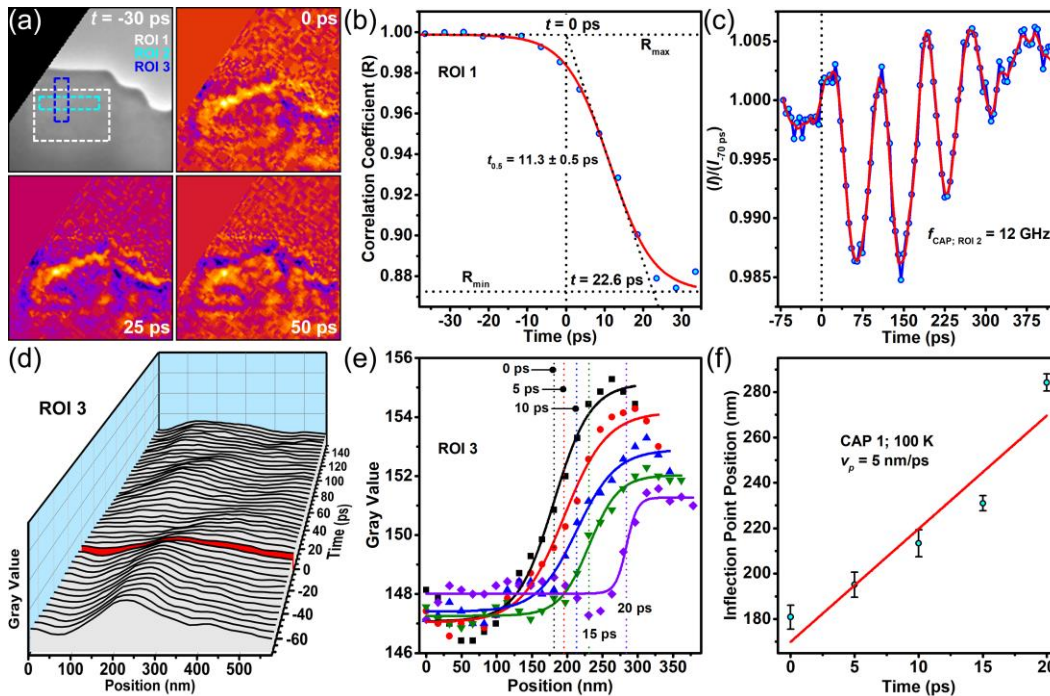 (a)
t = -30 ps
ROI 1
ROI 2
ROI 3
0 ps
25 ps
50 ps
(b)
t = 0 ps
Rmax
ROI 1
t0.5 = 11.3 ± 0.5 ps
Rmin
t = 22.6 ps
Correlation Coefficient (R)
0.88
0.90
0.92
0.94
0.96
0.98
1.00
-30
-20
-10
0
10
20
30
Time (ps)
(c)
(I)/(I-70 ps)
1.005
1.000
0.995
0.990
0.985
fCAP; ROI 2 = 12 GHz
-75
0
75
150
225
300
375
Time (ps)
(d)
ROI 3
Gray Value
0
100
200
300
400
500
Position (nm)
140
120
100
80
60
40
20
0
-20
-40
-60
Time (ps)
(e)
156
154
152
150
148
146
Gray Value
0 ps
5 ps
10 ps
ROI 3
20 ps
15 ps
0
50
100
150
200
250
300
350
Position (nm)
(f)
280
260
240
220
200
180
Inflection Point Position (nm)
CAP 1; 100 K
vp = 5 nm/ps
0
5
10
15
20
Time (ps)